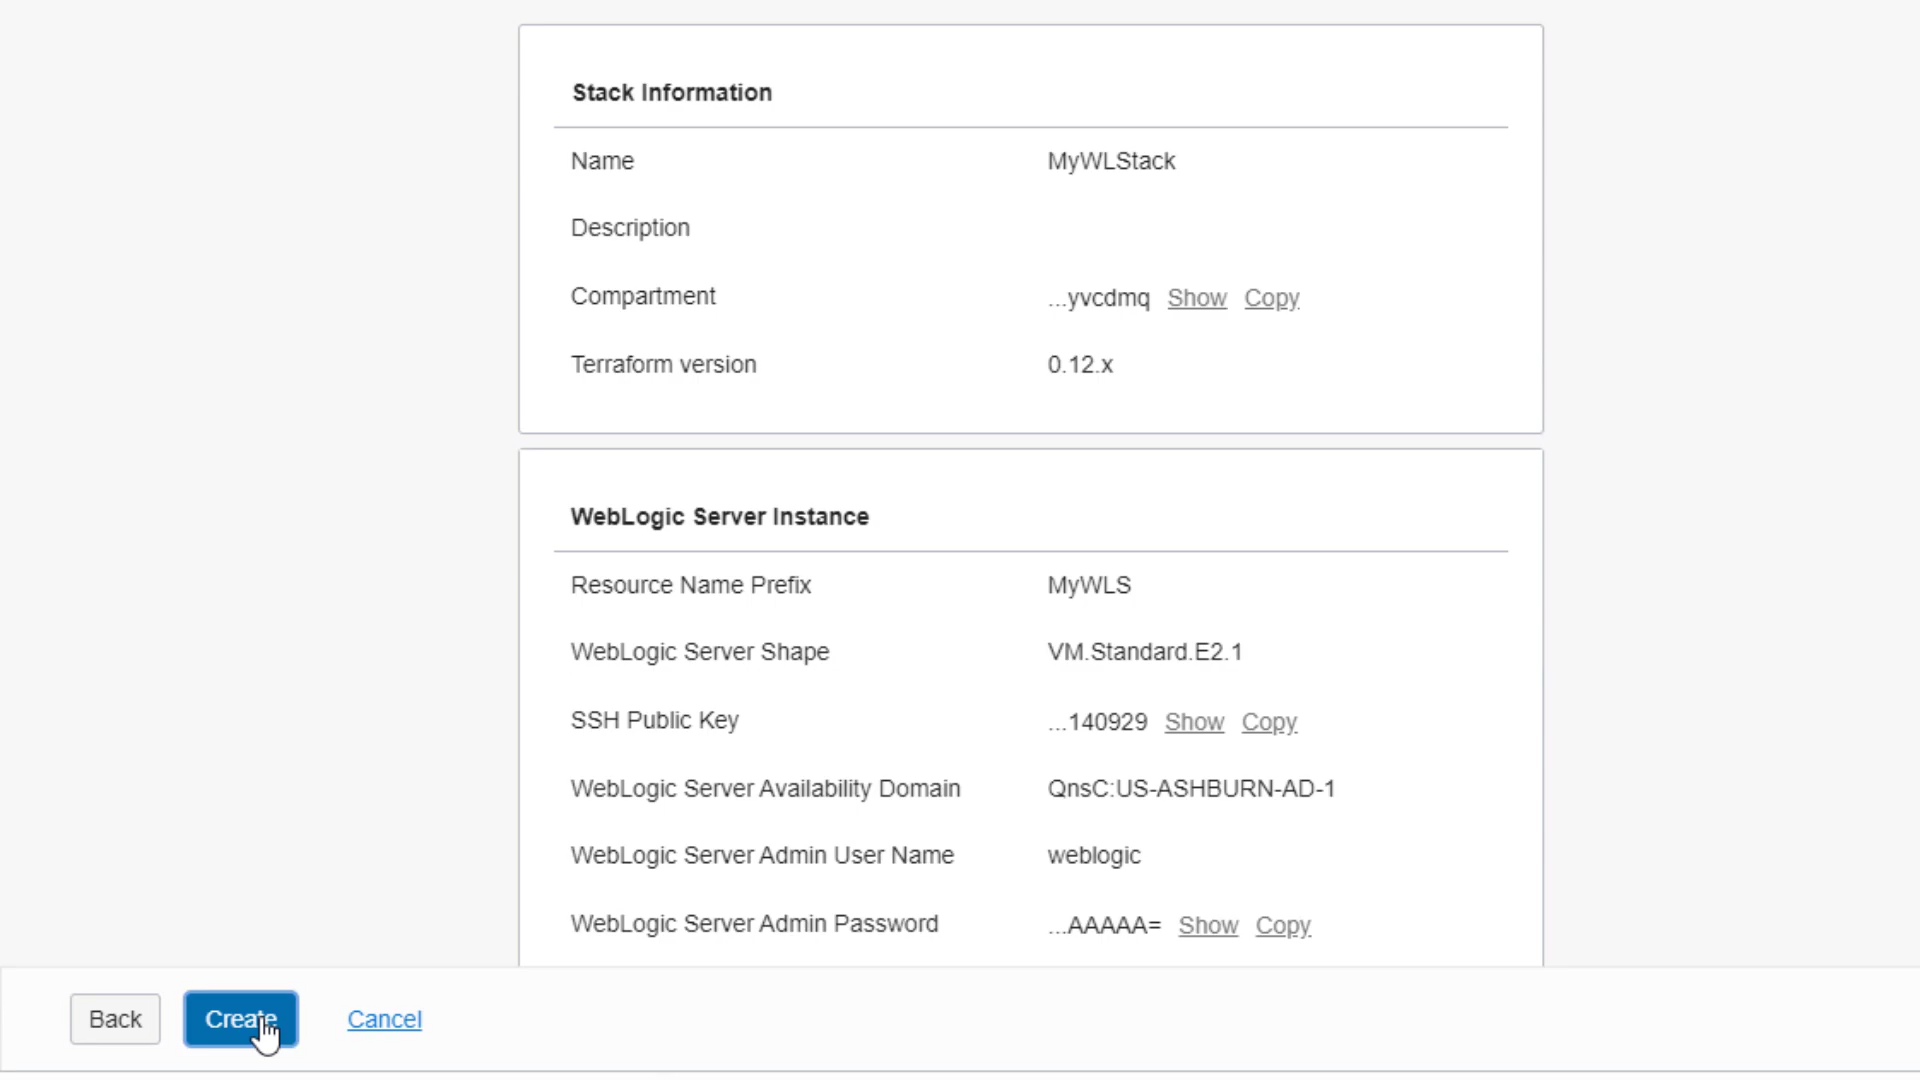 Stack Information
Name MyWLStack
Description
Compartment ...yvcdmq Show Copy
Terraform version 0.12.x
WebLogic Server Instance
Resource Name Prefix MyWLS
WebLogic Server Shape VM.Standard.E2.1
SSH Public Key ...140929 Show Copy
WebLogic Server Availability Domain QnsC:US-ASHBURN-AD-1
WebLogic Server Admin User Name weblogic
WebLogic Server Admin Password ...AAAAA= Show Copy
Back Create Cancel